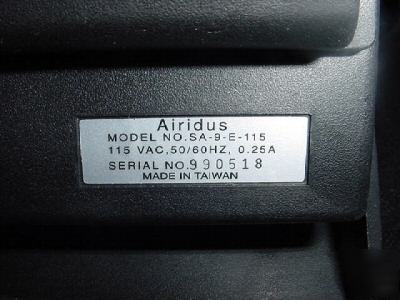 Airidus
MODEL NO.SA-9-E-115
115 VAC.50/60HZ, 0.25A
SERIAL NO.990518
MADE IN TAIWAN